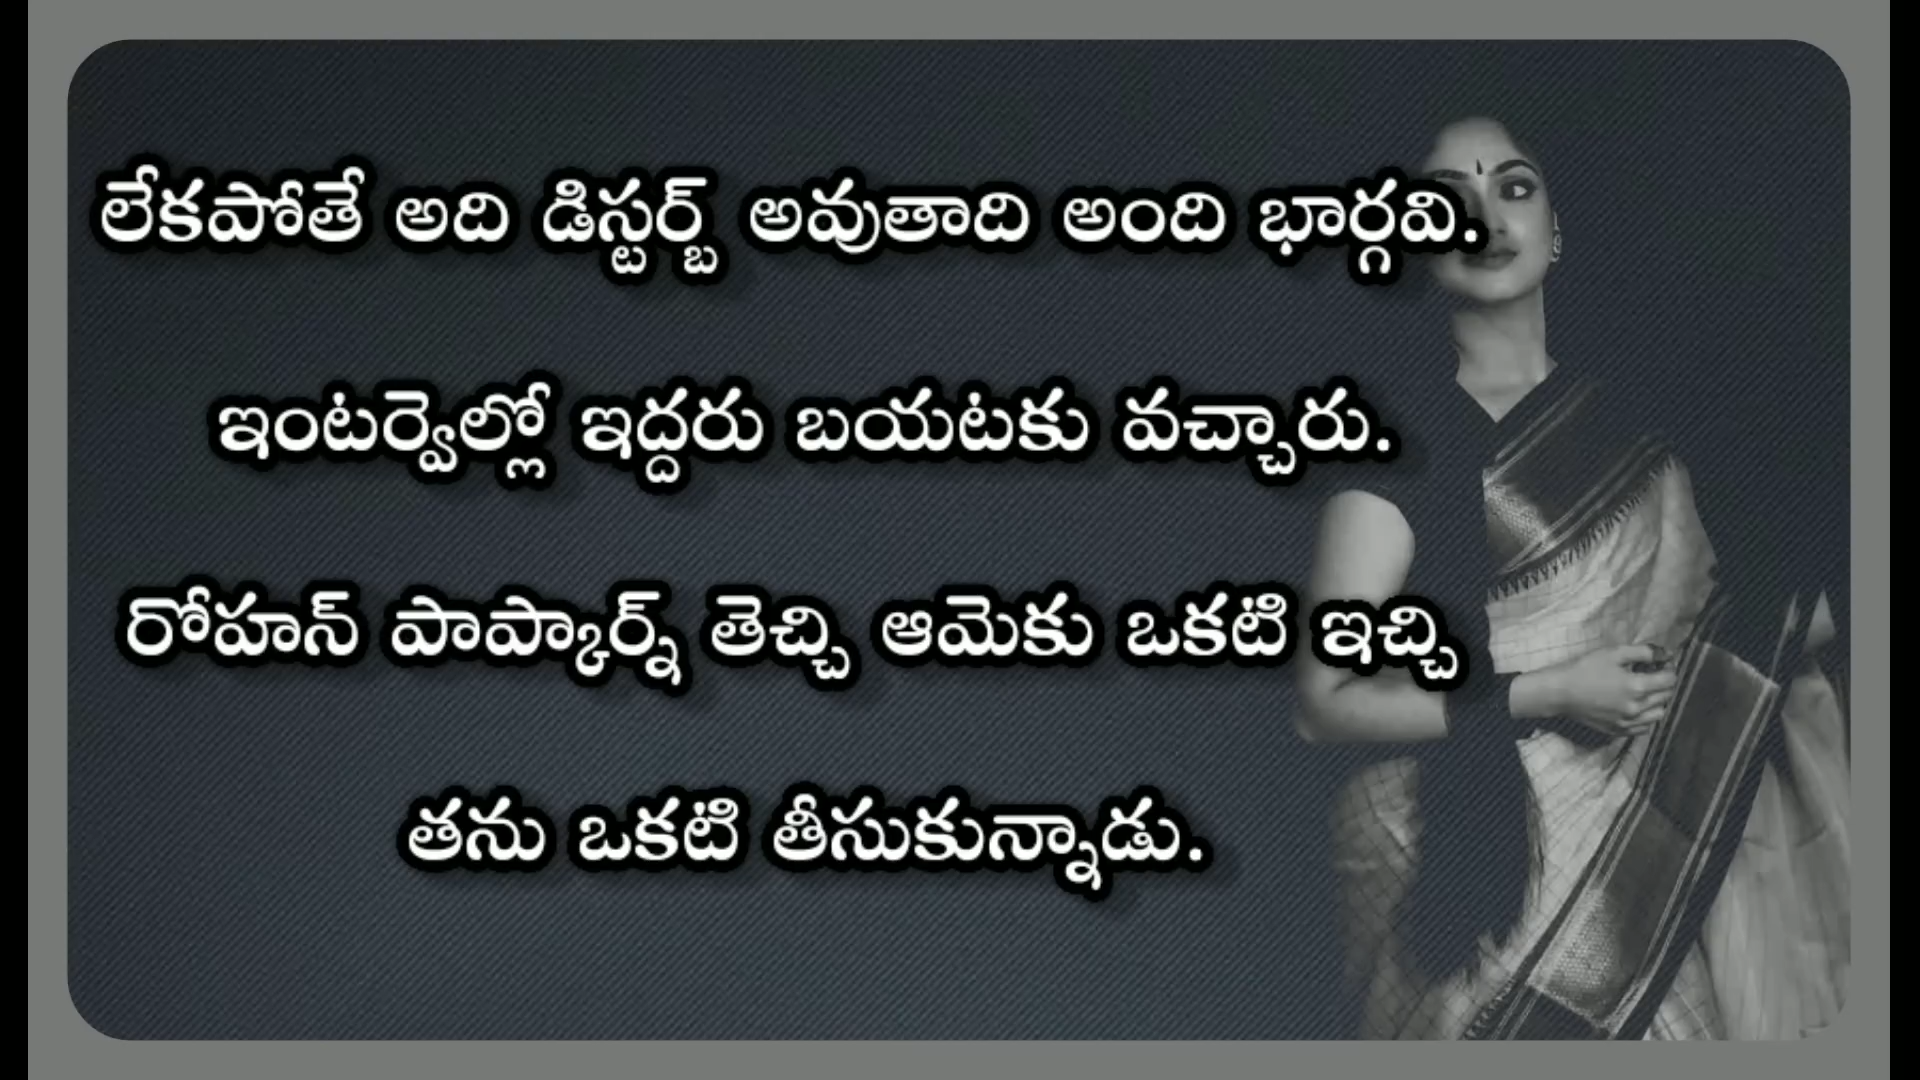 లేకపోతే అది డిస్టర్బ్ అవుతాది అంది భార్గవి.
ఇంటర్వెల్లో ఇద్దరు బయటకు వచ్చారు.
రోహన్ పాప్కార్న్ తెచ్చి ఆమెకు ఒకటి ఇచ్చి
తను ఒకటి తీసుకున్నాడు.